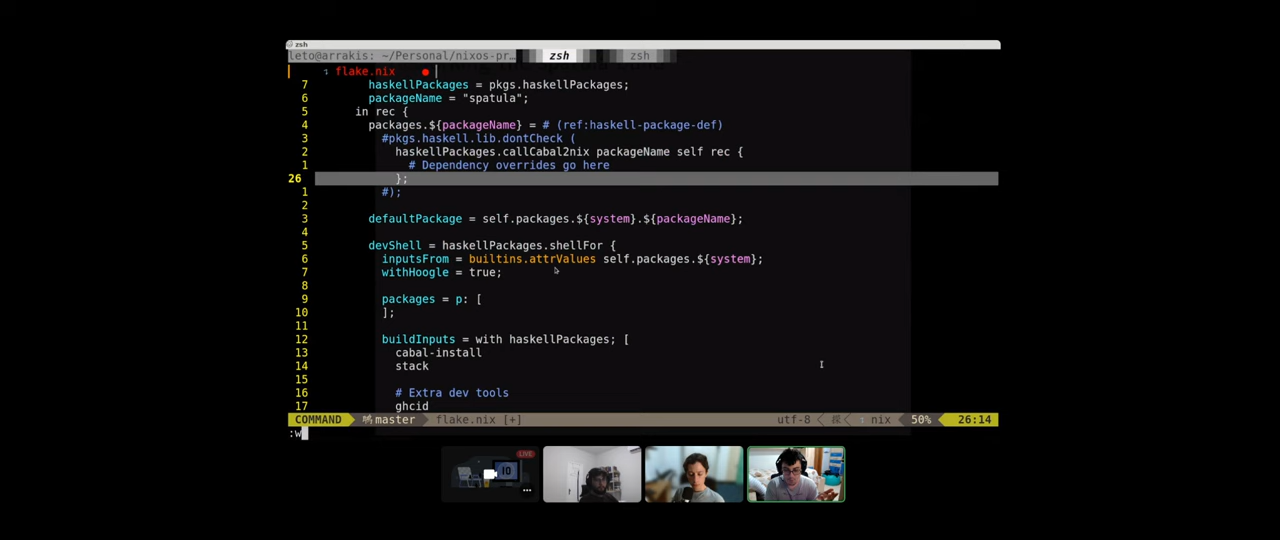 zsh
leto@arrakis: ~/Personal/nixos-pr… zsh zsh
flake.nix ●
7 haskellPackages = pkgs.haskellPackages;
6 packageName = "spatula";
5 in rec {
4 packages.${packageName} = # (ref:haskell-package-def)
3 #pkgs.haskell.lib.dontCheck (
2 haskellPackages.callCabal2nix packageName self rec {
1 # Dependency overrides go here
26 };
1 #);
2
3 defaultPackage = self.packages.${system}.${packageName};
4
5 devShell = haskellPackages.shellFor {
6 inputsFrom = builtins.attrValues self.packages.${system};
7 withHoogle = true;
8
9 packages = p: [
10 ];
11
12 buildInputs = with haskellPackages; [
13 cabal-install
14 stack
15
16 # Extra dev tools
17 ghcid
COMMAND master flake.nix [+] utf-8 nix 50% 26:14
:w
LIVE
10